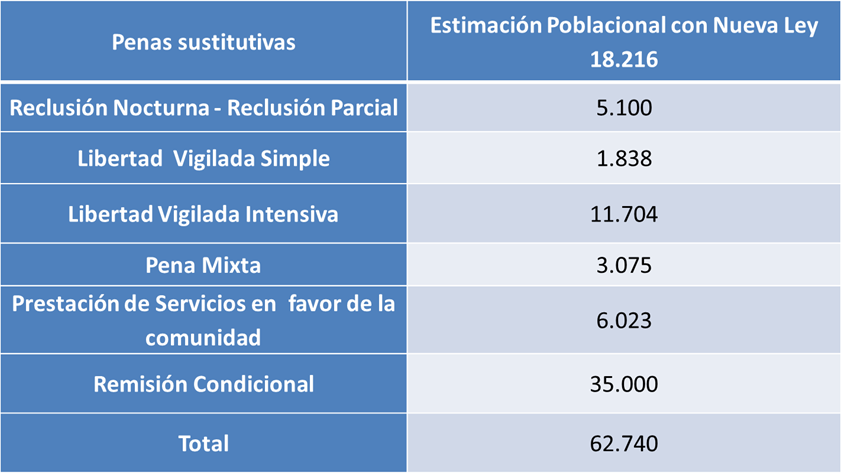 Penas sustitutivas
Estimación Poblacional con Nueva Ley
18.216
Reclusión Nocturna - Reclusión Parcial
5.100
Libertad Vigilada Simple
1.838
Libertad Vigilada Intensiva
11.704
Pena Mixta
3.075
Prestación de Servicios en favor de la
comunidad
6.023
Remisión Condicional
35.000
Total
62.740